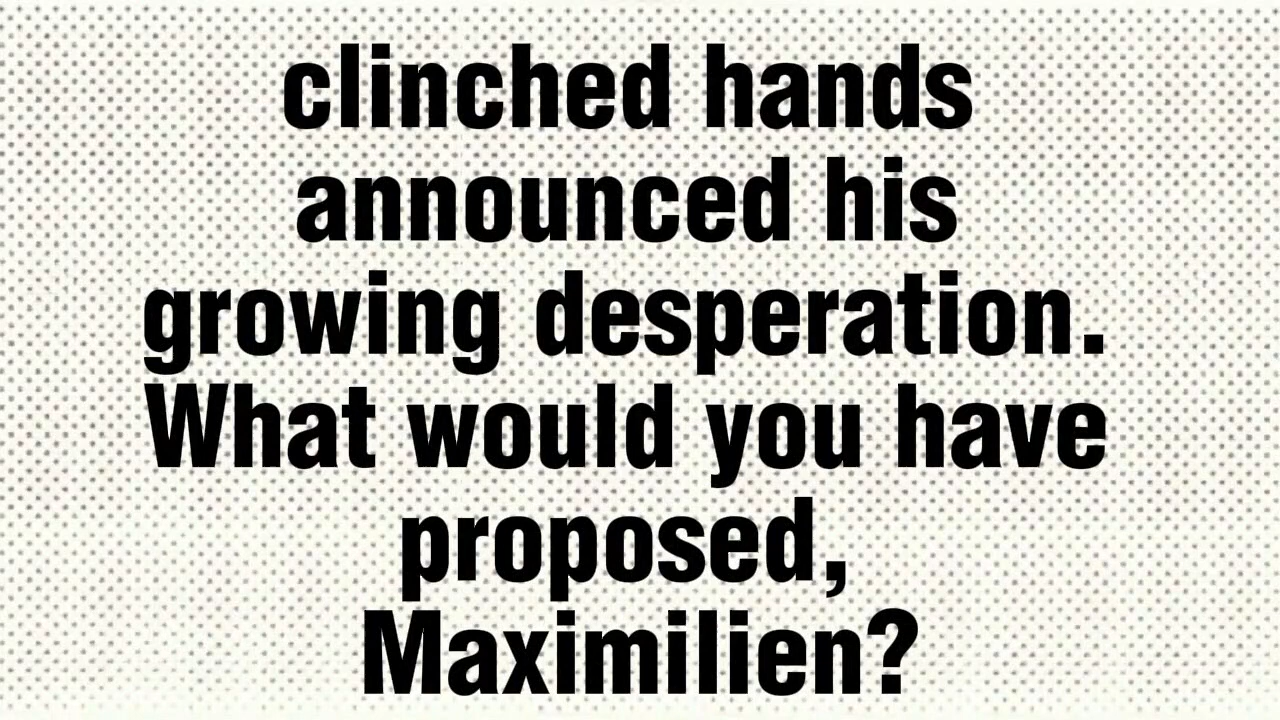 clinched hands
announced his
growing desperation.
What would you have
proposed,
Maximilien?